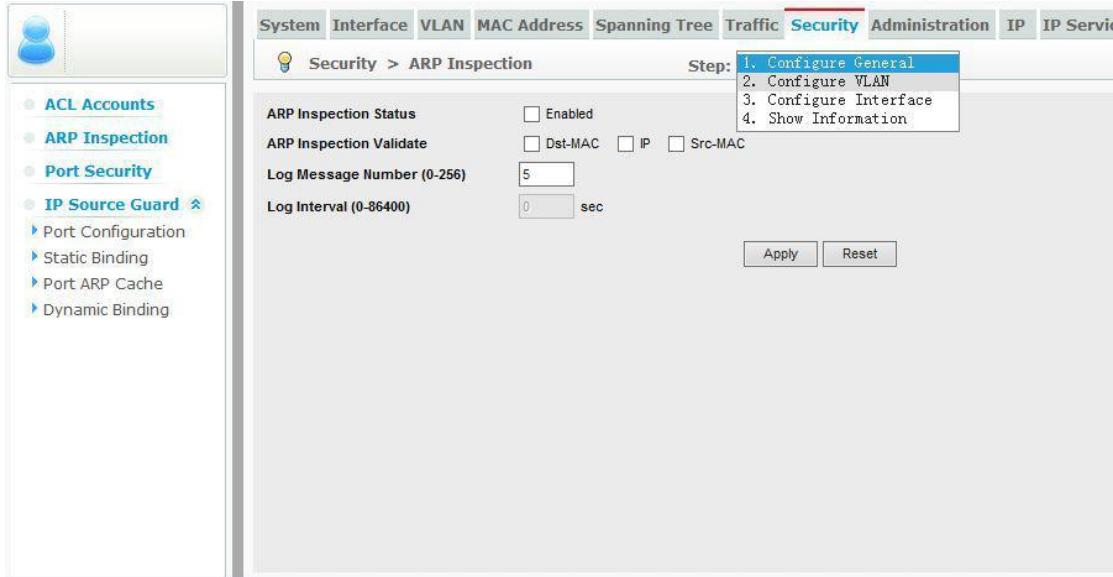 System Interface VLAN MAC Address Spanning Tree Traffic Security Administration IP IP Servic
Security > ARP Inspection Step: 1. Configure General
2. Configure VLAN
3. Configure Interface
4. Show Information
ACL Accounts
ARP Inspection
Port Security
IP Source Guard
Port Configuration
Static Binding
Port ARP Cache
Dynamic Binding
ARP Inspection Status Enabled
ARP Inspection Validate Dst-MAC IP Src-MAC
Log Message Number (0-256) 5
Log Interval (0-86400) 0 sec
Apply Reset